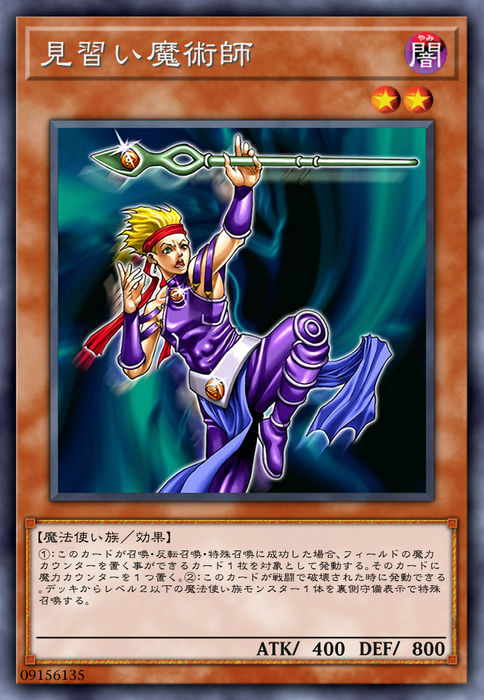 見習い魔術師
やみ
闇
【魔法使い族／効果】
①：このカードが召喚・反転召喚・特殊召喚に成功した場合、フィールドの魔力
カウンターを置く事ができるカード１枚を対象として発動する。そのカードに
魔力カウンターを１つ置く。②：このカードが戦闘で破壊された時に発動できる。
デッキからレベル２以下の魔法使い族モンスター１体を裏側守備表示で特殊
召喚する。
ATK/ 400 DEF/ 800
09156135